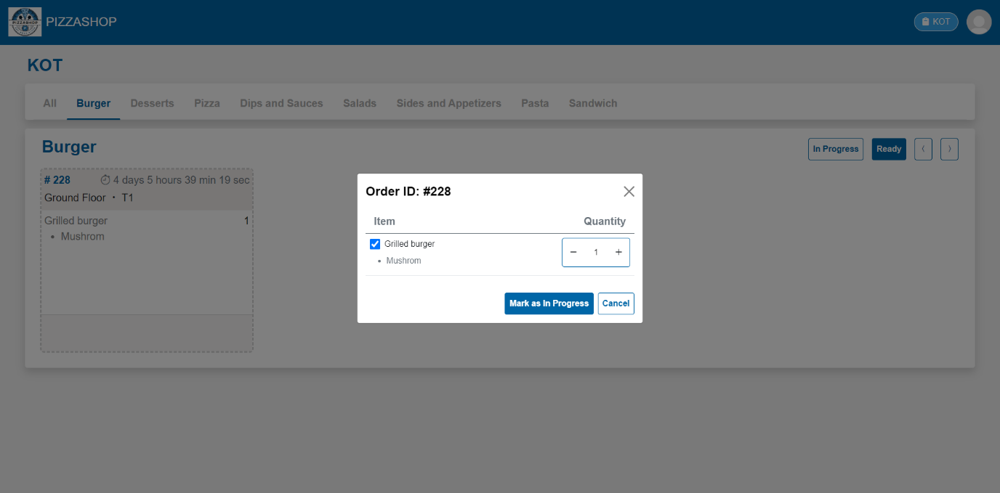 PIZZASHOP
PIZZASHOP
KOT
KOT
All Burger Desserts Pizza Dips and Sauces Salads Sides and Appetizers Pasta Sandwich
Burger
In Progress Ready
# 228 4 days 5 hours 39 min 19 sec
Ground Floor • T1
Grilled burger 1
• Mushrom
Order ID: #228
Item Quantity
Grilled burger
− 1 +
• Mushrom
Mark as In Progress Cancel